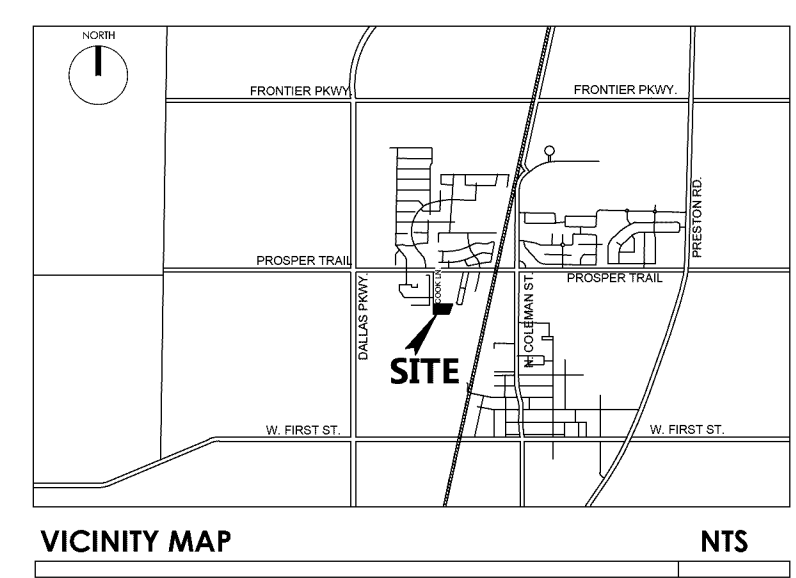 NORTH
FRONTIER PKWY.
FRONTIER PKWY.
PRESTON RD.
PROSPER TRAIL
COOK LN.
PROSPER TRAIL
DALLAS PKWY.
N. COLEMAN ST.
SITE
W. FIRST ST.
W. FIRST ST.
VICINITY MAP
NTS